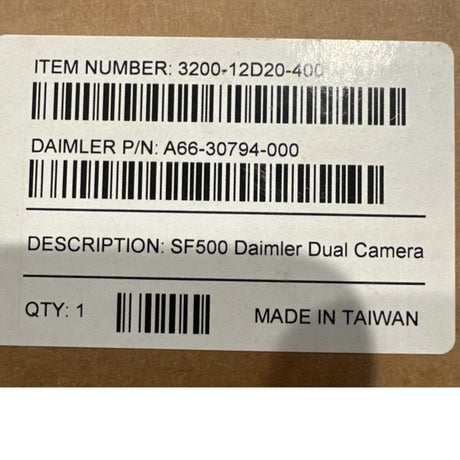 ITEM NUMBER: 3200-12D20-400
DAIMLER P/N: A66-30794-000
DESCRIPTION: SF500 Daimler Dual Camera
QTY: 1 MADE IN TAIWAN